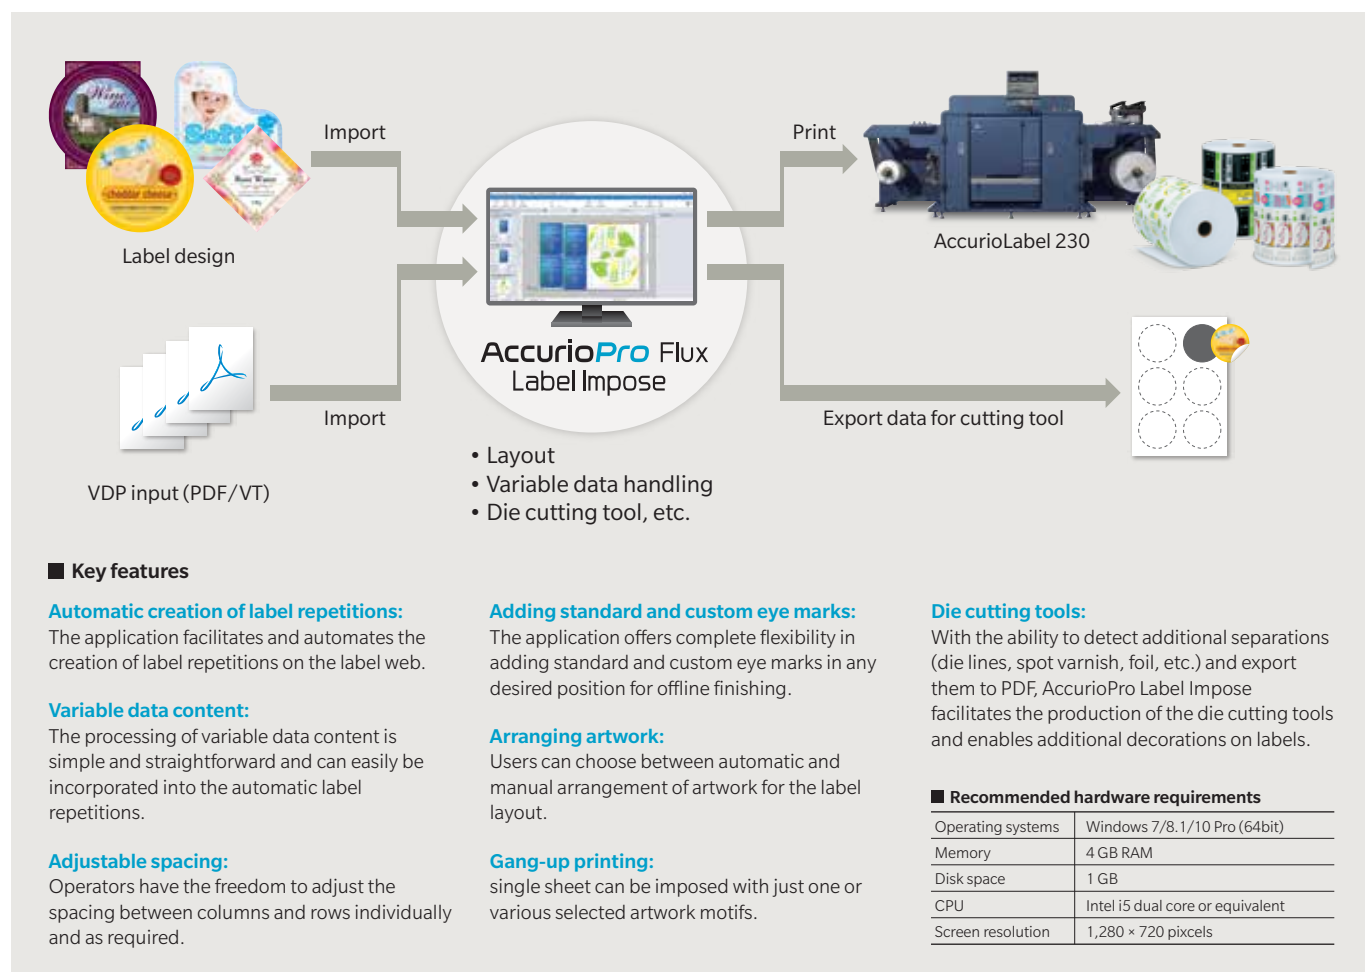 Wine
Soft
cheddar cheese
Import
Label design
Print
AccurioLabel 230
AccurioPro Flux
Label Impose
Import
VDP input (PDF/VT)
Export data for cutting tool
• Layout
• Variable data handling
• Die cutting tool, etc.
■ Key features
Automatic creation of label repetitions:
The application facilitates and automates the
creation of label repetitions on the label web.
Variable data content:
The processing of variable data content is
simple and straightforward and can easily be
incorporated into the automatic label
repetitions.
Adjustable spacing:
Operators have the freedom to adjust the
spacing between columns and rows individually
and as required.
Adding standard and custom eye marks:
The application offers complete flexibility in
adding standard and custom eye marks in any
desired position for offline finishing.
Arranging artwork:
Users can choose between automatic and
manual arrangement of artwork for the label
layout.
Gang-up printing:
single sheet can be imposed with just one or
various selected artwork motifs.
Die cutting tools:
With the ability to detect additional separations
(die lines, spot varnish, foil, etc.) and export
them to PDF, AccurioPro Label Impose
facilitates the production of the die cutting tools
and enables additional decorations on labels.
■ Recommended hardware requirements
Operating systems Windows 7/8.1/10 Pro (64bit)
Memory 4 GB RAM
Disk space 1 GB
CPU Intel i5 dual core or equivalent
Screen resolution 1,280 × 720 pixcels